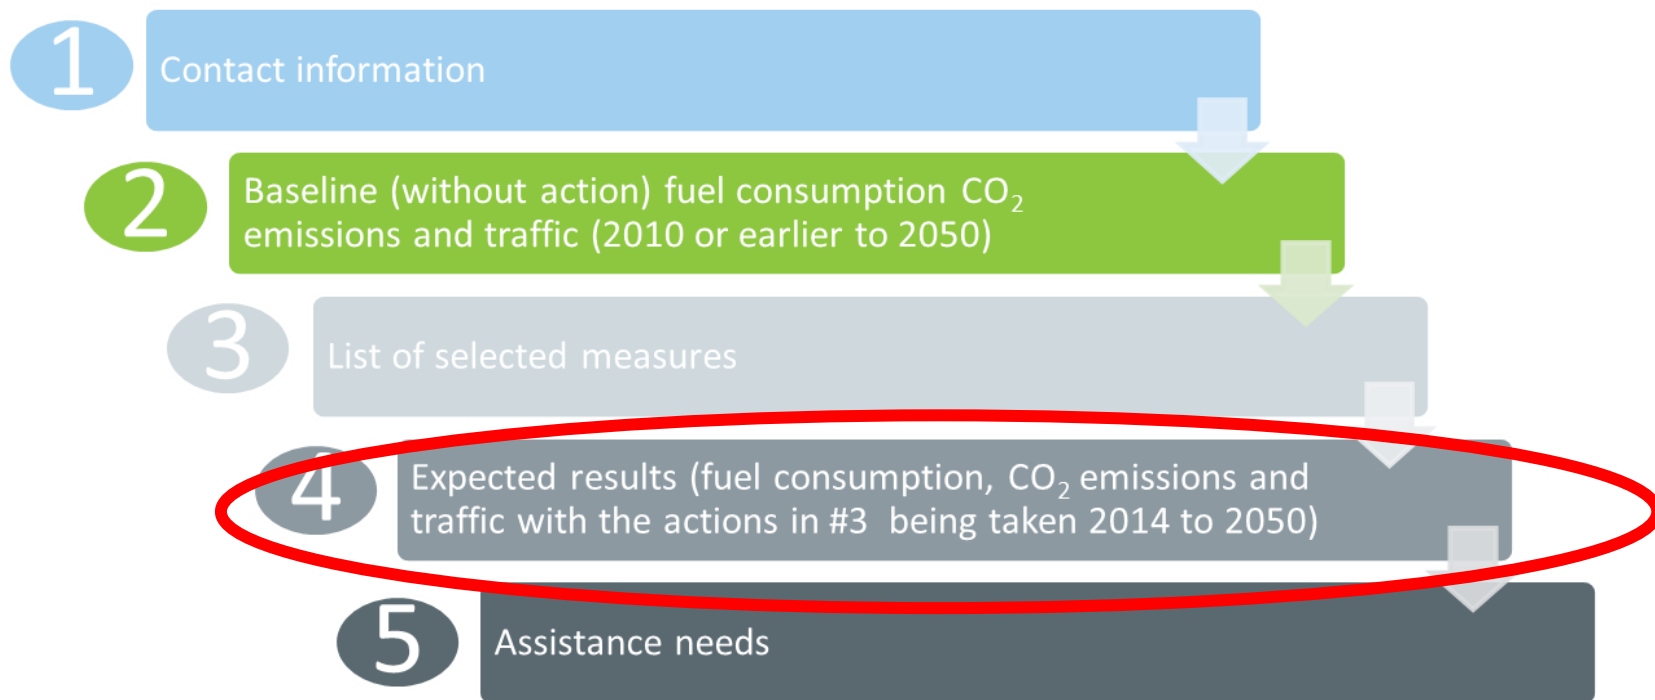 1
Contact information
2
Baseline (without action) fuel consumption CO₂
emissions and traffic (2010 or earlier to 2050)
3
List of selected measures
4
Expected results (fuel consumption, CO₂ emissions and
traffic with the actions in #3 being taken 2014 to 2050)
5
Assistance needs